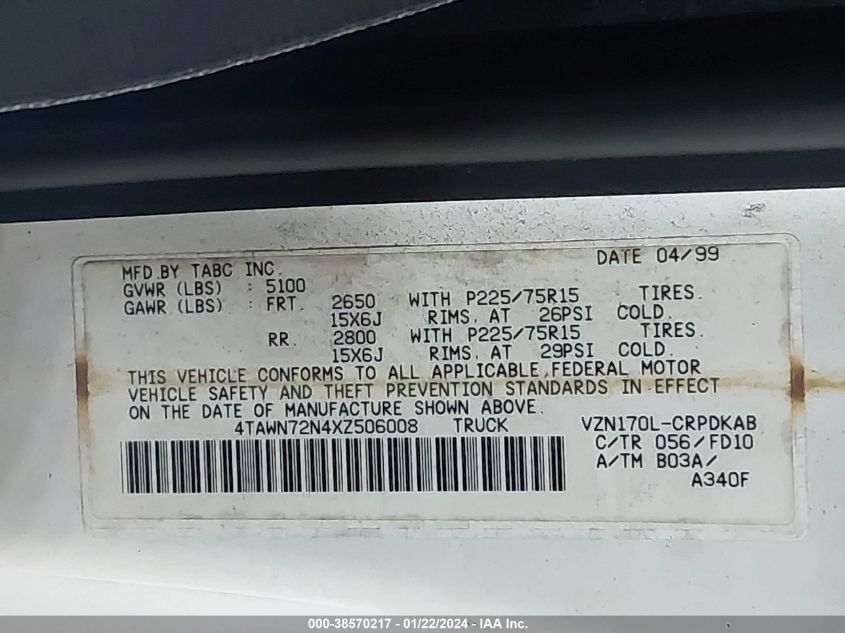 DATE 04/99
MFD.BY TABC INC.
GVWR (LBS) : 5100
GAWR (LBS) : FRT. 2650 WITH P225/75R15 TIRES.
15X6J RIMS. AT 26PSI COLD.
RR. 2800 WITH P225/75R15 TIRES.
15X6J RIMS. AT 29PSI COLD.
THIS VEHICLE CONFORMS TO ALL APPLICABLE FEDERAL MOTOR
VEHICLE SAFETY AND THEFT PREVENTION STANDARDS IN EFFECT
ON THE DATE OF MANUFACTURE SHOWN ABOVE.
4TAWN72N4XZ506008 TRUCK VZN170L-CRPDKAB
C/TR 056/FD10
A/TM B03A/
A340F
000-38570217 - 01/22/2024 - IAA Inc.